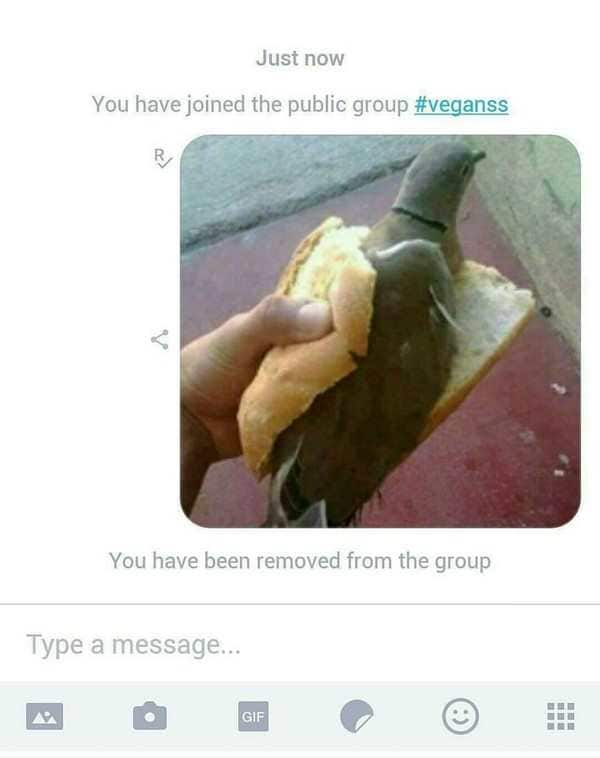 Just now
You have joined the public group #veganss
R
You have been removed from the group
Type a message...
GIF